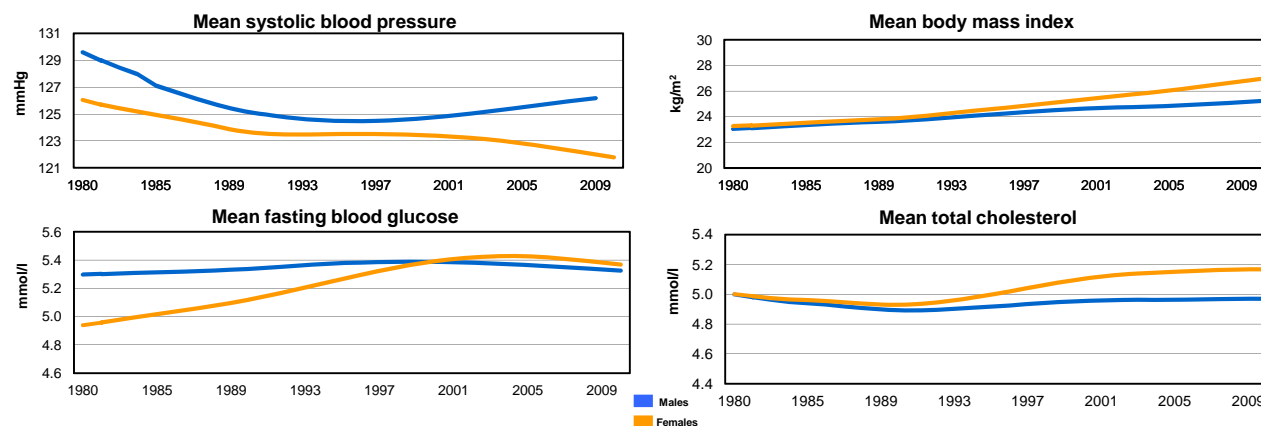 Mean systolic blood pressure
mmHg
131
129
127
125
123
121
1980 1985 1989 1993 1997 2001 2005 2009
Mean body mass index
kg/m²
30
28
26
24
22
20
1980 1985 1989 1993 1997 2001 2005 2009
Mean fasting blood glucose
mmol/l
5.6
5.4
5.2
5.0
4.8
4.6
1980 1985 1989 1993 1997 2001 2005 2009
Mean total cholesterol
mmol/l
5.4
5.2
5.0
4.8
4.6
4.4
1980 1985 1989 1993 1997 2001 2005 2009
Males
Females